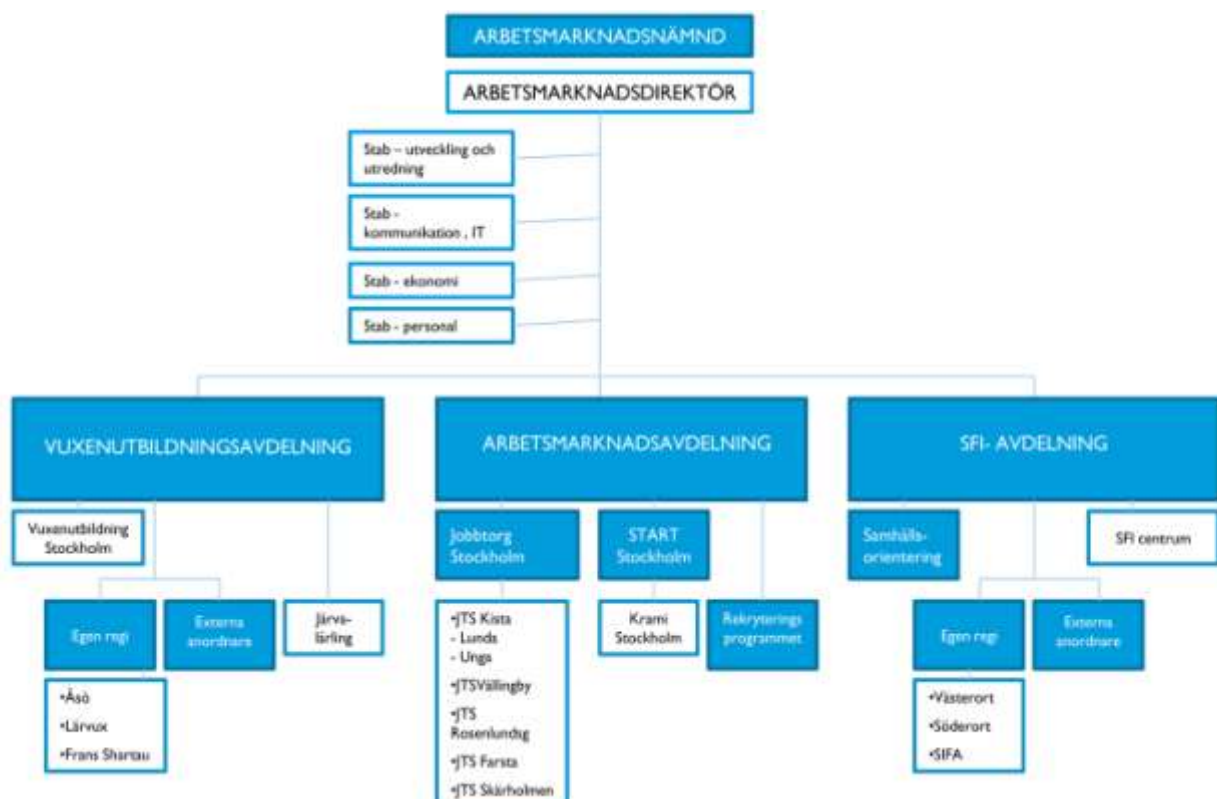 ARBETSMARKNADSNÄMND
ARBETSMARKNADSDIREKTÖR
Stab – utveckling och
utredning
Stab -
kommunikation , IT
Stab - ekonomi
Stab - personal
VUXENUTBILDNINGSAVDELNING
Vuxenutbildning
Stockholm
Egen regi
•Åsö
•Lärvux
•Frans Shartau
Externa
anordnare
Järva-
lärling
ARBETSMARKNADSAVDELNING
Jobbtorg
Stockholm
•JTS Kista
- Lunda
- Unga
•JTSVällingby
•JTS
Rosenlundsg
•JTS Farsta
•JTS Skärholmen
START
Stockholm
Krami
Stockholm
Rekryterings
programmet
SFI- AVDELNING
Samhälls-
orientering
SFI centrum
Egen regi
•Västerort
•Söderort
•SIFA
Externa
anordnare